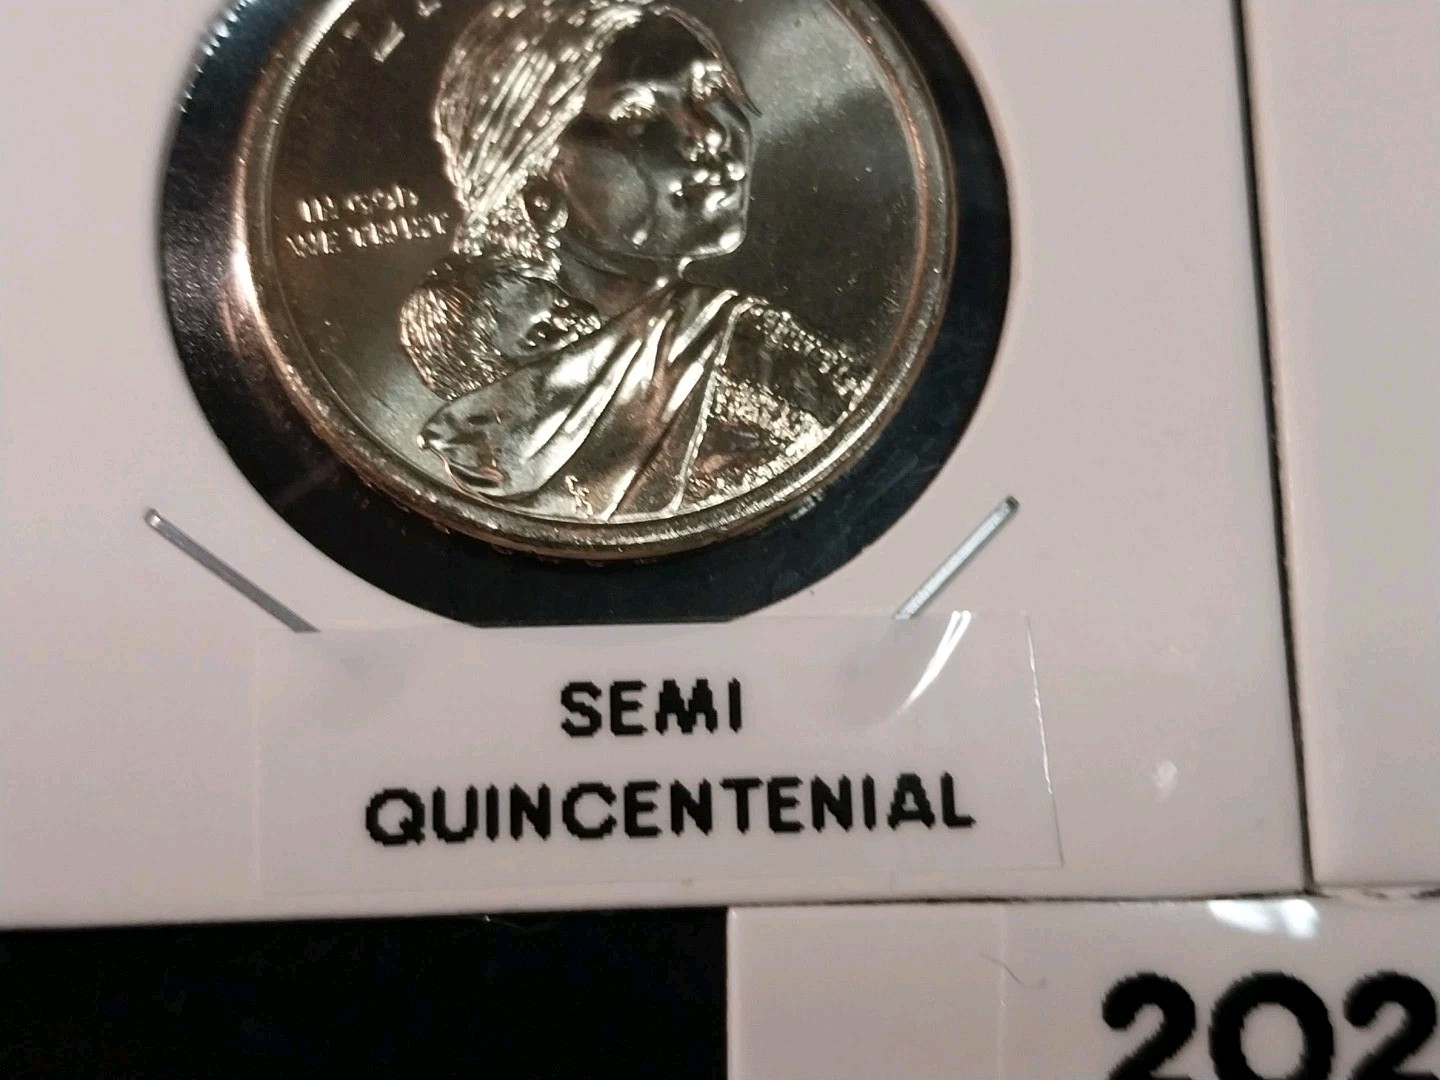 IN GOD
WE TRUST
SEMI
QUINCENTENIAL
202